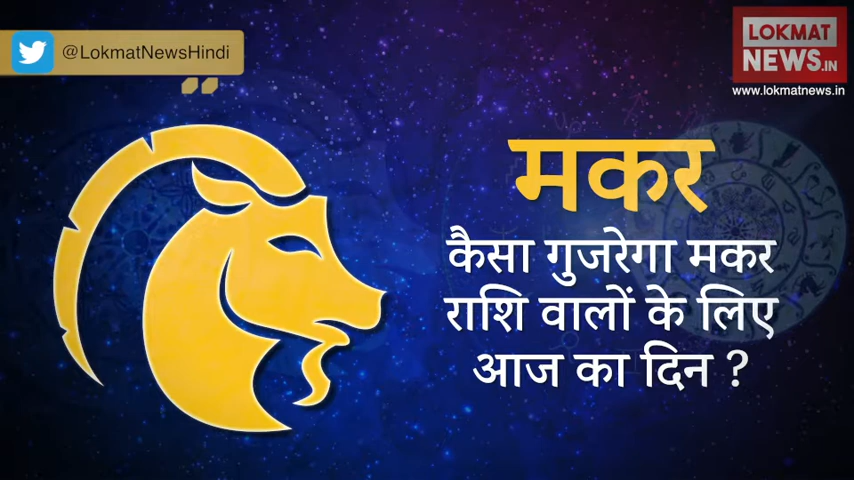 @LokmatNewsHindi
LOKMAT
NEWS.IN
www.lokmatnews.in
मकर
कैसा गुजरेगा मकर
राशि वालों के लिए
आज का दिन ?